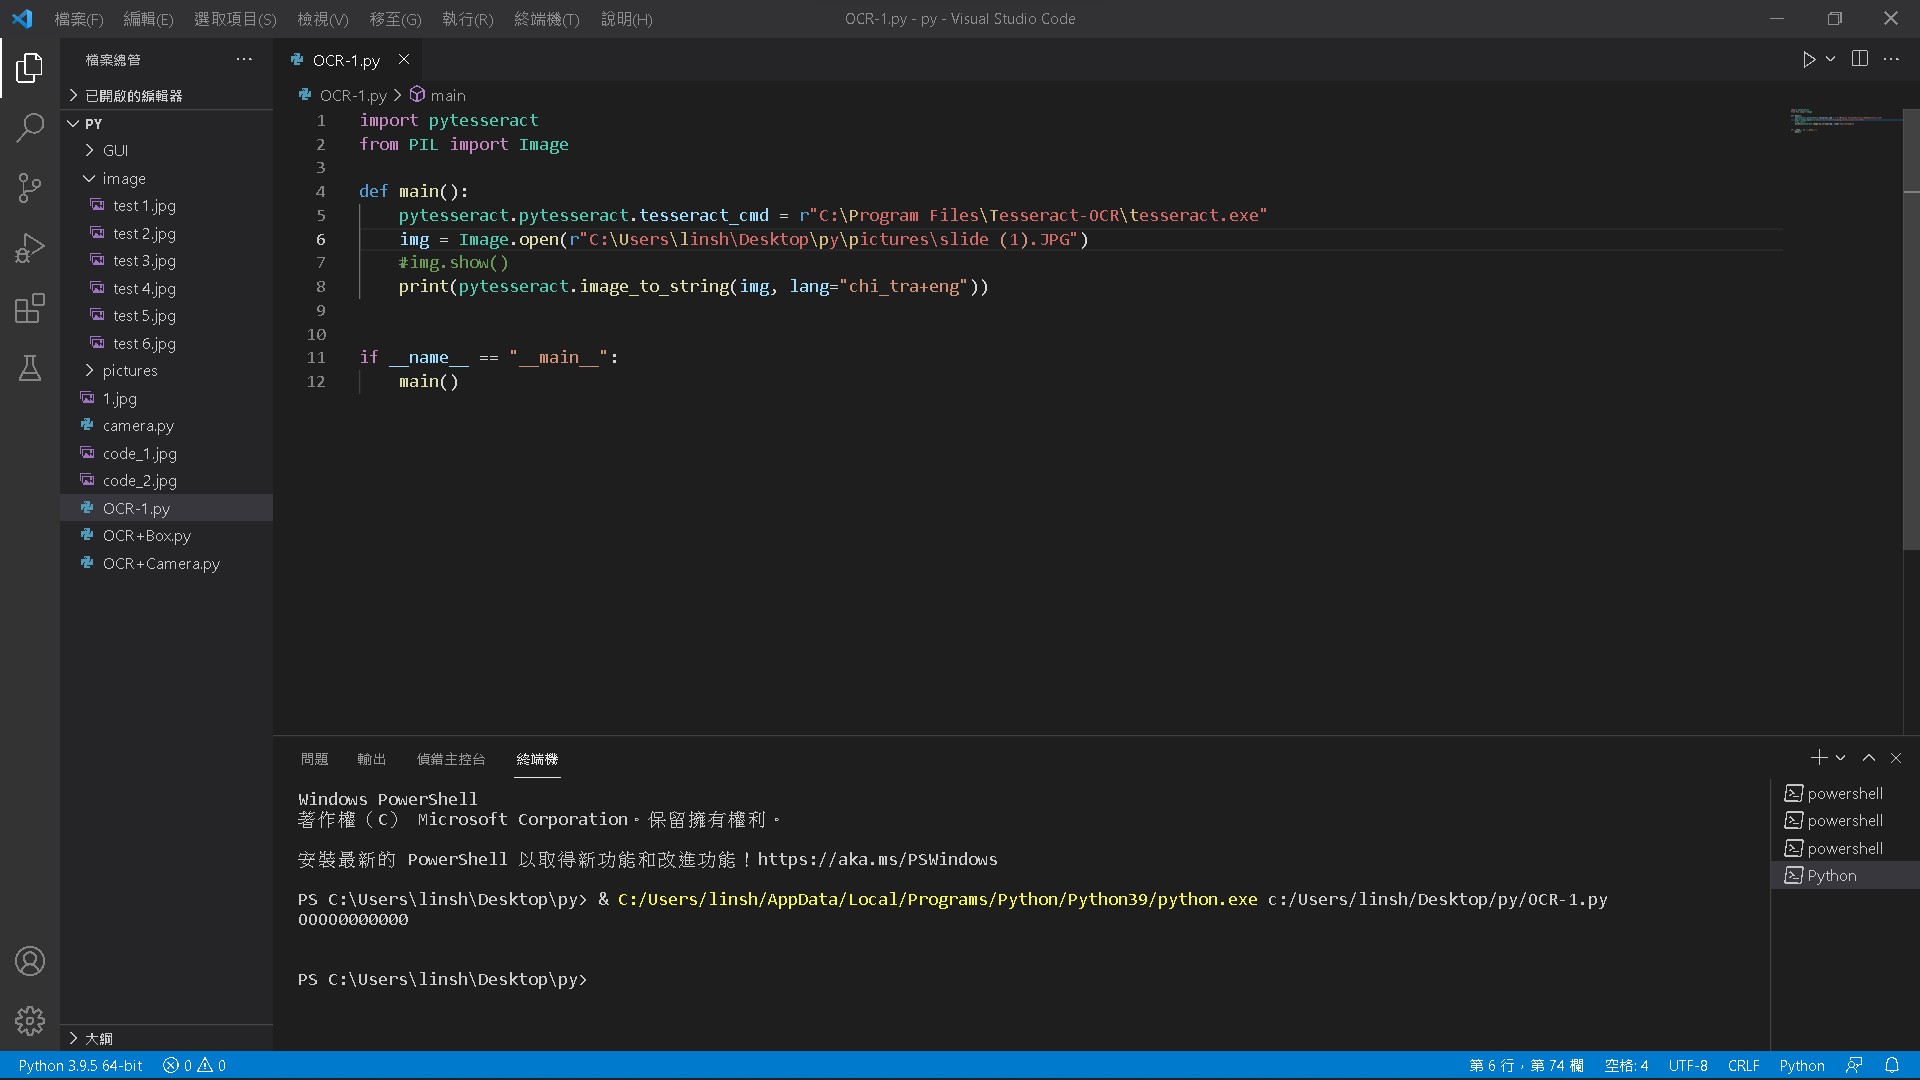 檔案(F) 編輯(E) 選取項目(S) 檢視(V) 移至(G) 執行(R) 終端機(T) 說明(H)
OCR-1.py - py - Visual Studio Code
檔案總管
OCR-1.py
已開啟的編輯器
OCR-1.py > main
PY
GUI
image
test 1.jpg
test 2.jpg
test 3.jpg
test 4.jpg
test 5.jpg
test 6.jpg
pictures
1.jpg
camera.py
code_1.jpg
code_2.jpg
OCR-1.py
OCR+Box.py
OCR+Camera.py
大綱
1 import pytesseract
2 from PIL import Image
3
4 def main():
5     pytesseract.pytesseract.tesseract_cmd = r"C:\Program Files\Tesseract-OCR\tesseract.exe"
6     img = Image.open(r"C:\Users\linsh\Desktop\py\pictures\slide (1).JPG")
7     #img.show()
8     print(pytesseract.image_to_string(img, lang="chi_tra+eng"))
9
10
11 if __name__ == "__main__":
12     main()
問題 輸出 偵錯主控台 終端機
Windows PowerShell
著作權（C） Microsoft Corporation。保留擁有權利。
安裝最新的 PowerShell 以取得新功能和改進功能！https://aka.ms/PSWindows
PS C:\Users\linsh\Desktop\py> & C:/Users/linsh/AppData/Local/Programs/Python/Python39/python.exe c:/Users/linsh/Desktop/py/OCR-1.py
OOOOOOOOOOO
PS C:\Users\linsh\Desktop\py>
powershell
powershell
powershell
Python
Python 3.9.5 64-bit 0 0
第 6 行，第 74 欄 空格: 4 UTF-8 CRLF Python